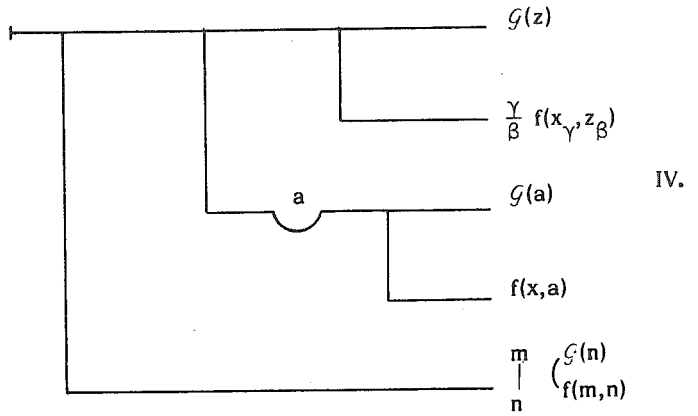 𝒢(z)
γ/β f(x_γ, z_β)
a
𝒢(a)
IV.
f(x,a)
m
|
n
(𝒢(n)
f(m,n)